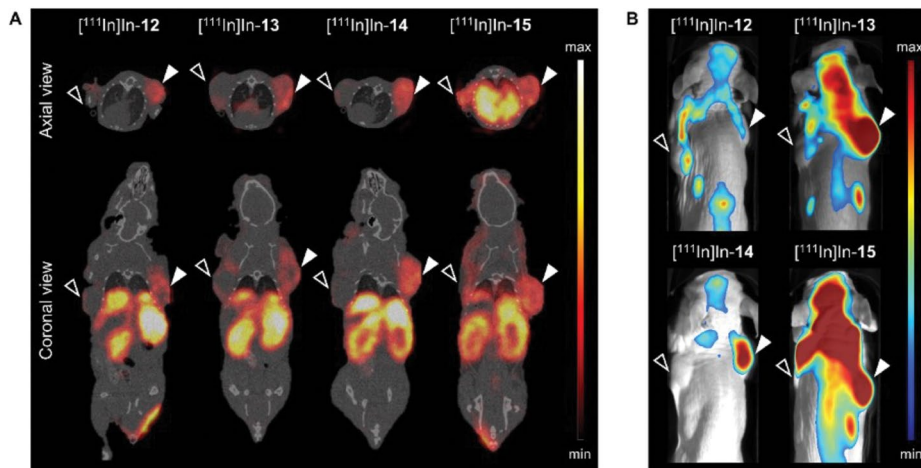 A
[¹¹¹In]In-12 [¹¹¹In]In-13 [¹¹¹In]In-14 [¹¹¹In]In-15
max
Axial view
Coronal view
min
B
[¹¹¹In]In-12 [¹¹¹In]In-13
max
[¹¹¹In]In-14 [¹¹¹In]In-15
min